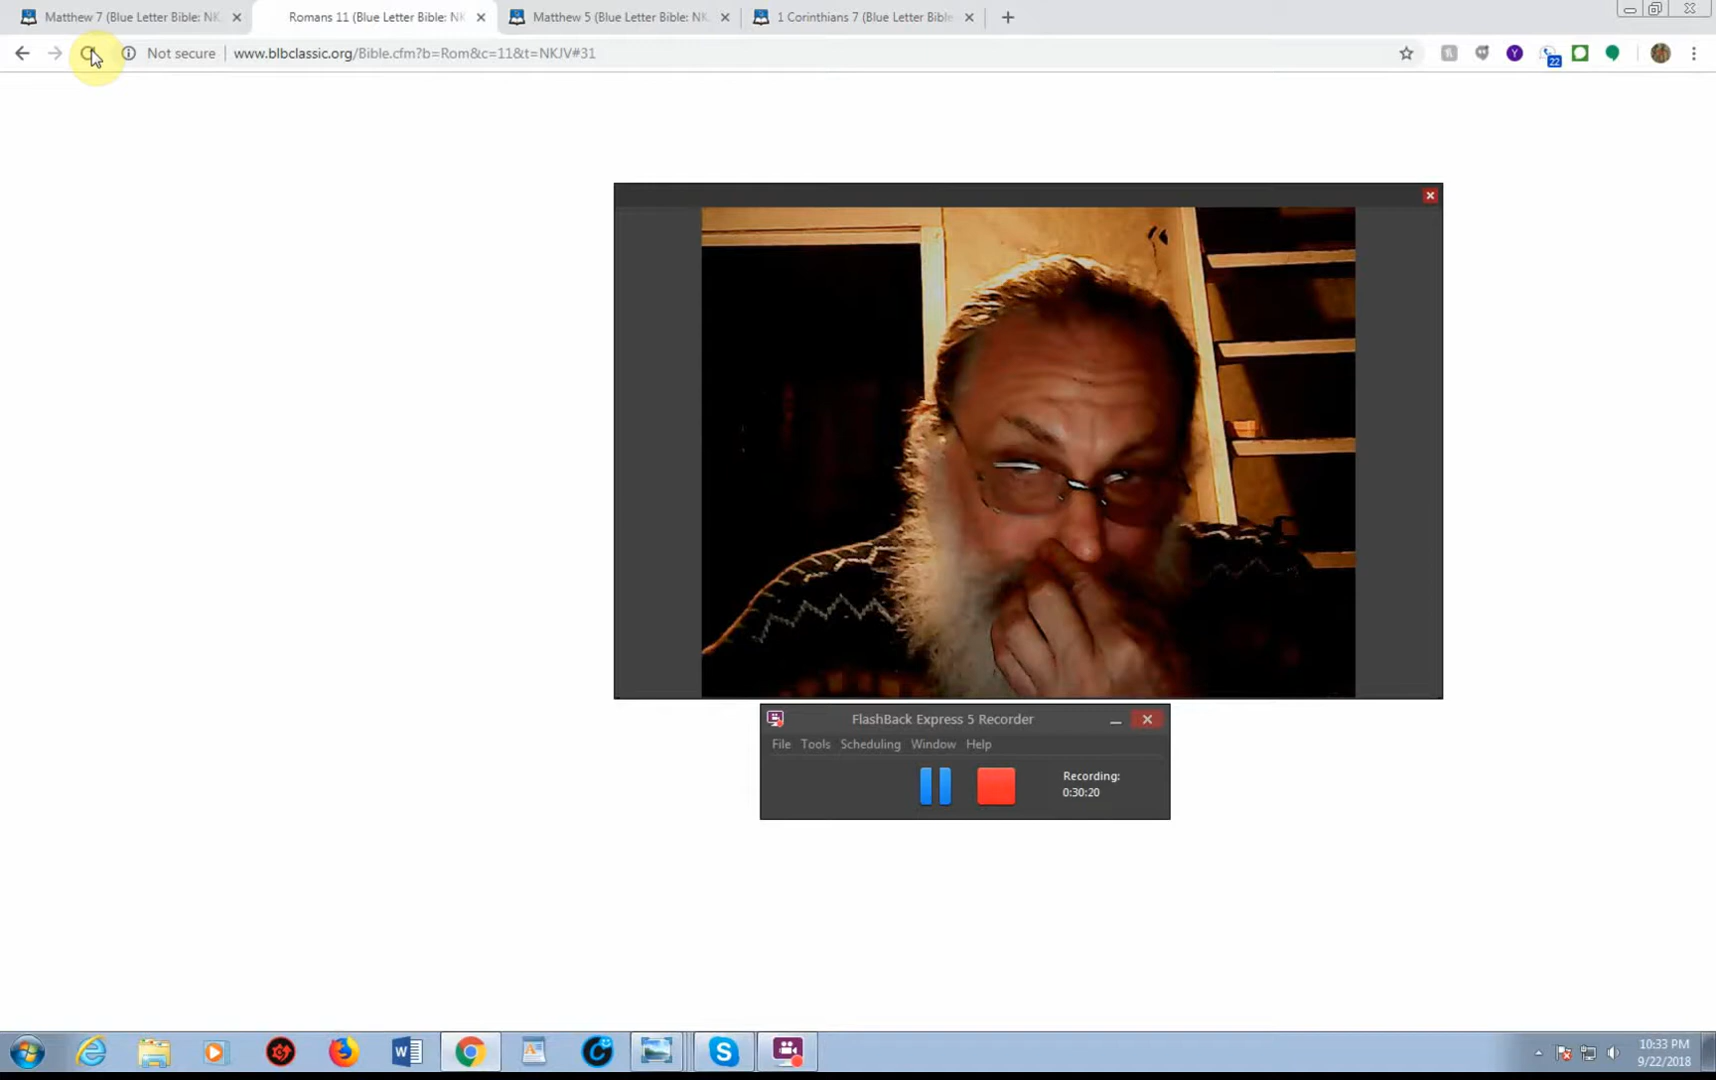 Matthew 7 (Blue Letter Bible: NK
Romans 11 (Blue Letter Bible: NK
Matthew 5 (Blue Letter Bible: NK
1 Corinthians 7 (Blue Letter Bible
Not secure
www.blbclassic.org/Bible.cfm?b=Rom&c=11&t=NKJV#31
22
FlashBack Express 5 Recorder
File Tools Scheduling Window Help
Recording:
0:30:20
10:33 PM
9/22/2018